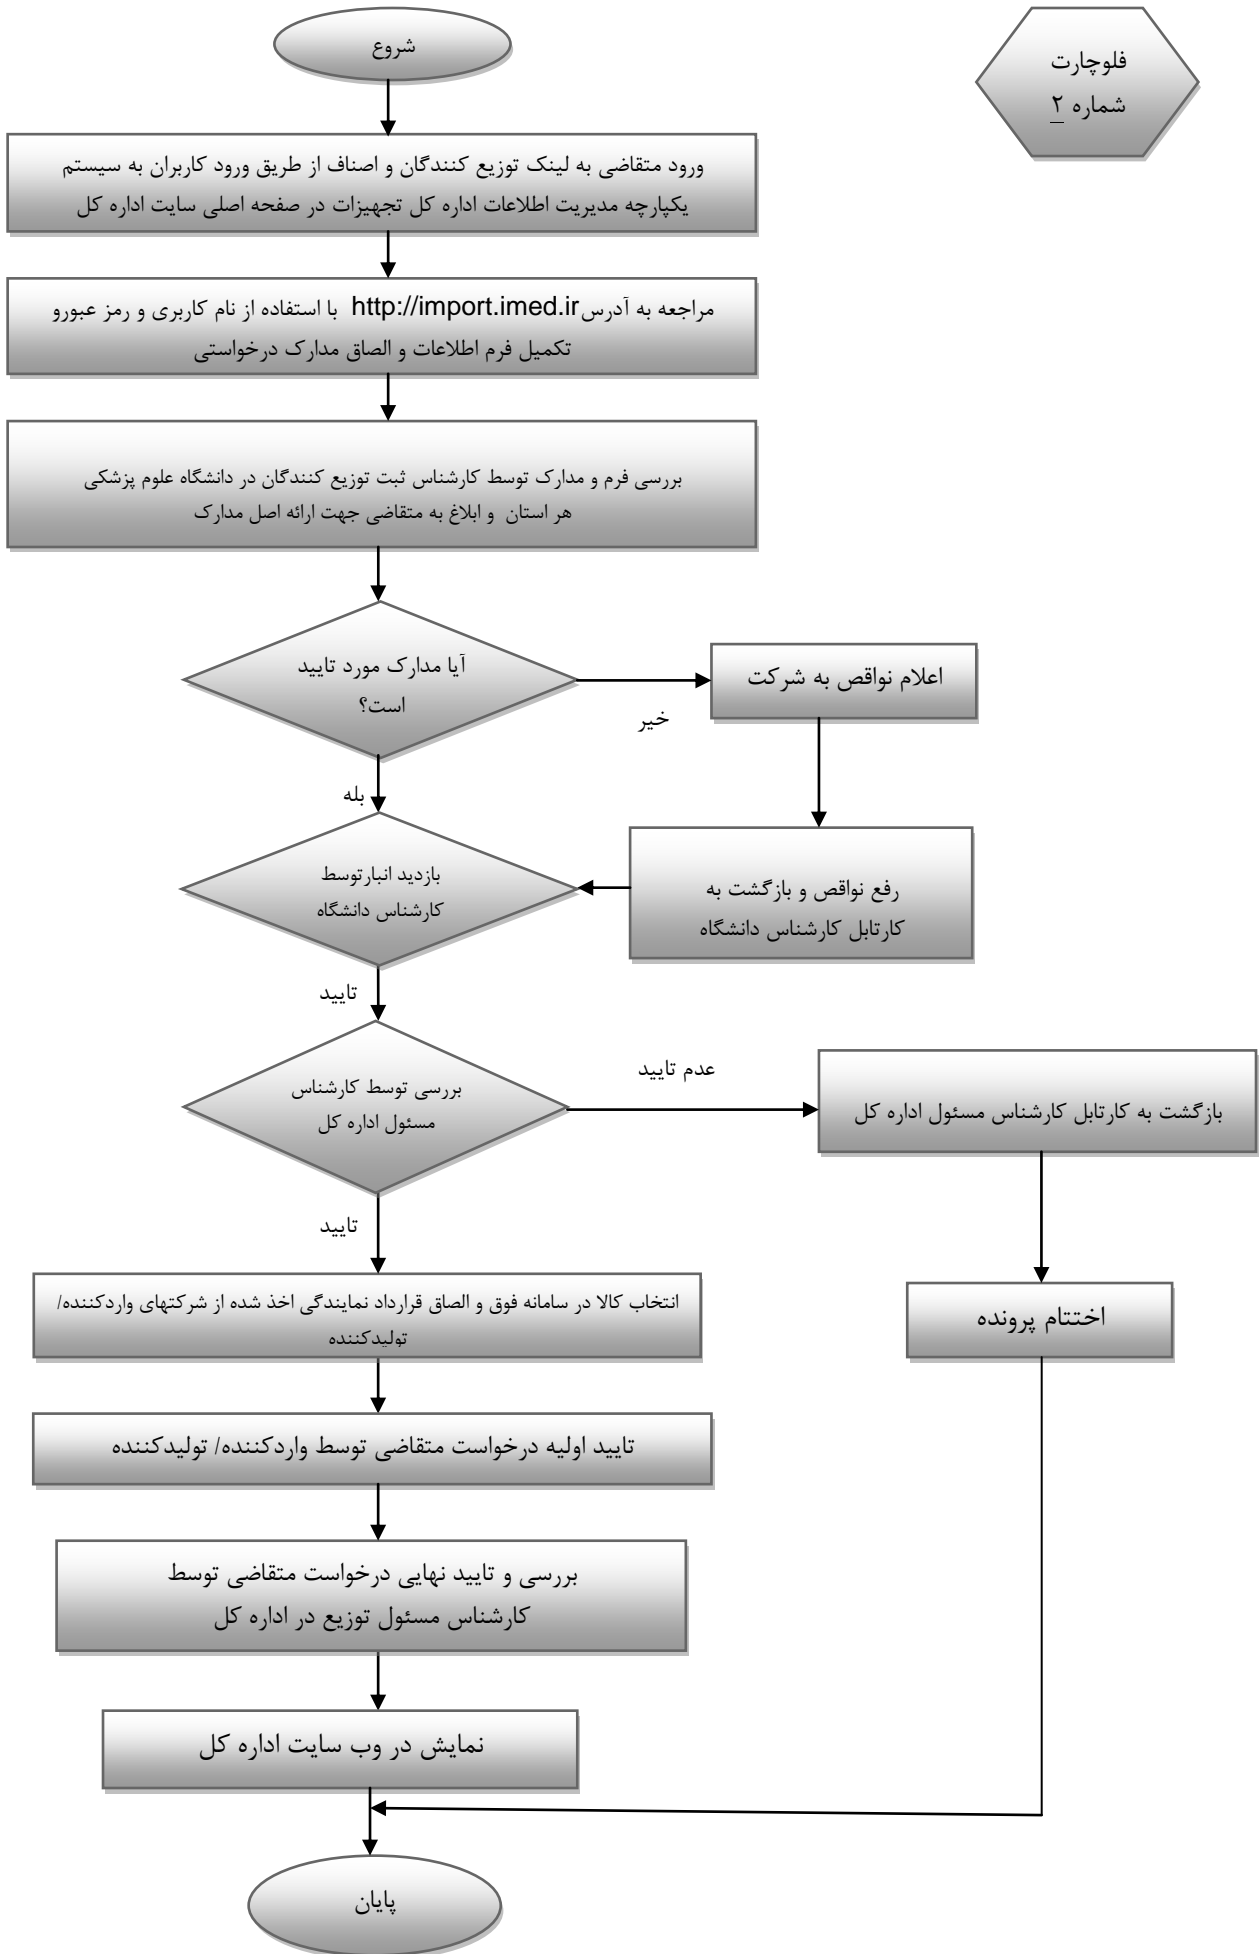 شروع
فلوچارت
شماره ۲
ورود متقاضی به لینک توزیع کنندگان و اصناف از طریق ورود کاربران به سیستم
یکپارچه مدیریت اطلاعات اداره کل تجهیزات در صفحه اصلی سایت اداره کل
مراجعه به آدرس http://import.imed.ir با استفاده از نام کاربری و رمز عبورو
تکمیل فرم اطلاعات و الصاق مدارک درخواستی
بررسی فرم و مدارک توسط کارشناس ثبت توزیع کنندگان در دانشگاه علوم پزشکی
هر استان و ابلاغ به متقاضی جهت ارائه اصل مدارک
آیا مدارک مورد تایید
است؟
خیر
اعلام نواقص به شرکت
بله
رفع نواقص و بازگشت به
کارتابل کارشناس دانشگاه
بازدید انبارتوسط
کارشناس دانشگاه
تایید
بررسی توسط کارشناس
مسئول اداره کل
عدم تایید
بازگشت به کارتابل کارشناس مسئول اداره کل
تایید
اختتام پرونده
انتخاب کالا در سامانه فوق و الصاق قرارداد نمایندگی اخذ شده از شرکتهای واردکننده/
تولیدکننده
تایید اولیه درخواست متقاضی توسط واردکننده/ تولیدکننده
بررسی و تایید نهایی درخواست متقاضی توسط
کارشناس مسئول توزیع در اداره کل
نمایش در وب سایت اداره کل
پایان